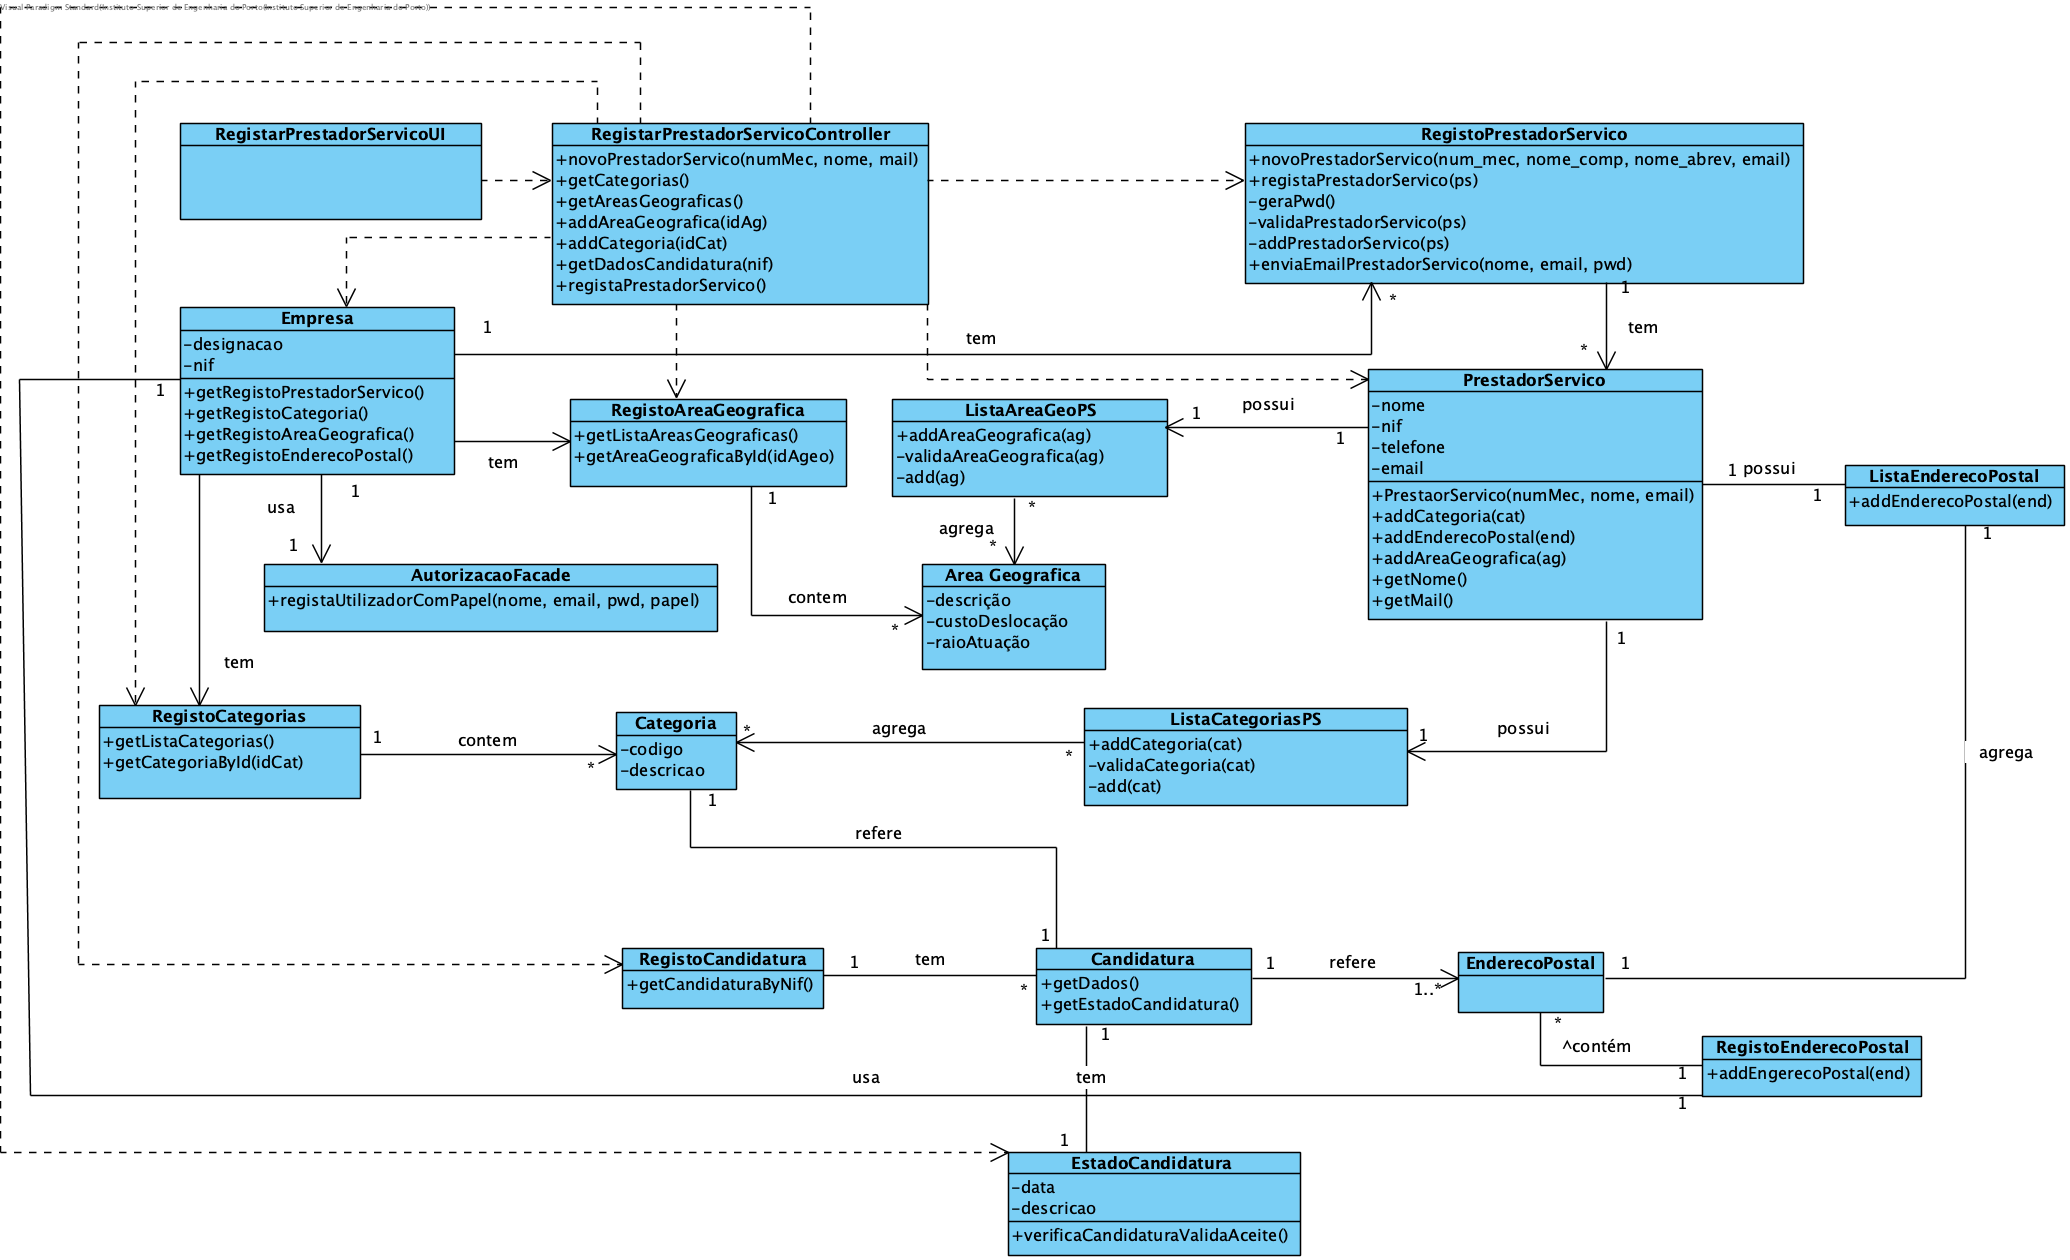 Visual Paradigm Standard(Instituto Superior de Engenharia do Porto(Instituto Superior de Engenharia do Porto))
RegistarPrestadorServicoUI
RegistarPrestadorServicoController
+novoPrestadorServico(numMec, nome, mail)
+getCategorias()
+getAreasGeograficas()
+addAreaGeografica(idAg)
+addCategoria(idCat)
+getDadosCandidatura(nif)
+registaPrestadorServico()
RegistoPrestadorServico
+novoPrestadorServico(num_mec, nome_comp, nome_abrev, email)
+registaPrestadorServico(ps)
-geraPwd()
-validaPrestadorServico(ps)
-addPrestadorServico(ps)
+enviaEmailPrestadorServico(nome, email, pwd)
Empresa
-designacao
-nif
+getRegistoPrestadorServico()
+getRegistoCategoria()
+getRegistoAreaGeografica()
+getRegistoEnderecoPostal()
1
tem
*
1
tem
*
1
RegistoAreaGeografica
+getListaAreasGeograficas()
+getAreaGeograficaById(idAgeo)
tem
ListaAreaGeoPS
+addAreaGeografica(ag)
-validaAreaGeografica(ag)
-add(ag)
1
possui
1
PrestadorServico
-nome
-nif
-telefone
-email
+PrestaorServico(numMec, nome, email)
+addCategoria(cat)
+addEnderecoPostal(end)
+addAreaGeografica(ag)
+getNome()
+getMail()
1 possui
1
ListaEnderecoPostal
+addEnderecoPostal(end)
1
usa
1
1
AutorizacaoFacade
+registaUtilizadorComPapel(nome, email, pwd, papel)
1
contem
*
*
agrega
*
Area Geografica
-descrição
-custoDeslocação
-raioAtuação
tem
RegistoCategorias
+getListaCategorias()
+getCategoriaById(idCat)
1
contem
*
Categoria
-codigo
-descricao
*
agrega
*
ListaCategoriasPS
+addCategoria(cat)
-validaCategoria(cat)
-add(cat)
1
possui
1
agrega
1
refere
1
RegistoCandidatura
+getCandidaturaByNif()
1
tem
*
Candidatura
+getDados()
+getEstadoCandidatura()
1
refere
1..*
EnderecoPostal
1
*
^contém
1
RegistoEnderecoPostal
+addEngerecoPostal(end)
usa
1
1
tem
1
EstadoCandidatura
-data
-descricao
+verificaCandidaturaValidaAceite()